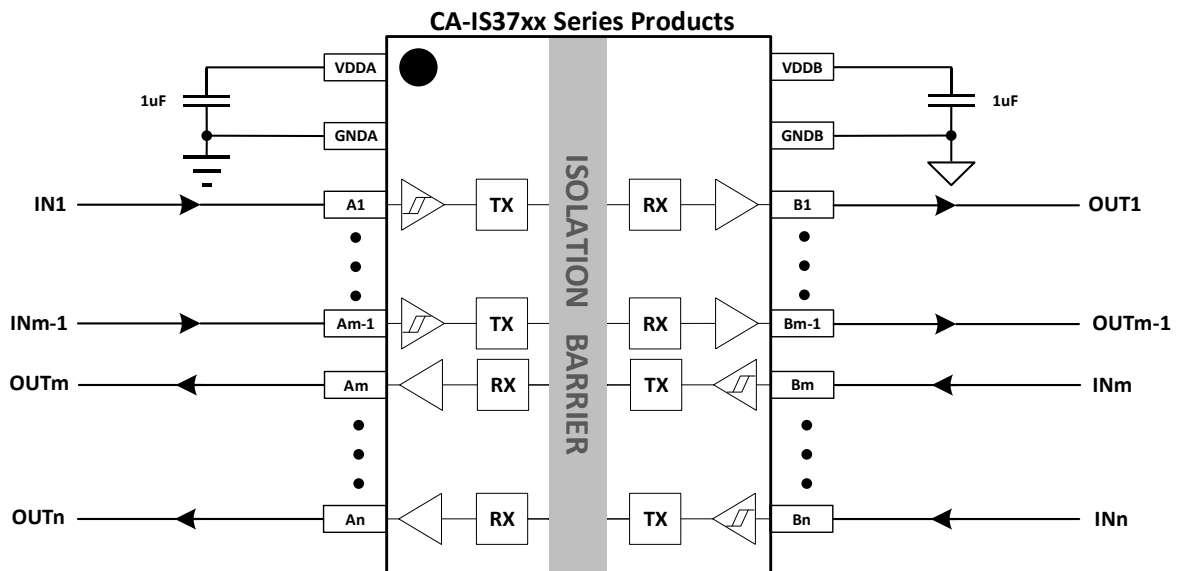 CA-IS37xx Series Products
VDDA
VDDB
1uF
1uF
GNDA
GNDB
ISOLATION BARRIER
IN1
A1
TX
RX
B1
OUT1
INm-1
Am-1
TX
RX
Bm-1
OUTm-1
OUTm
Am
RX
TX
Bm
INm
OUTn
An
RX
TX
Bn
INn